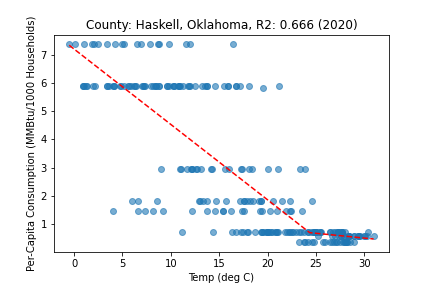 County: Haskell, Oklahoma, R2: 0.666 (2020)
Per-Capita Consumption (MMBtu/1000 Households)
7
6
5
4
3
2
1
0 5 10 15 20 25 30
Temp (deg C)